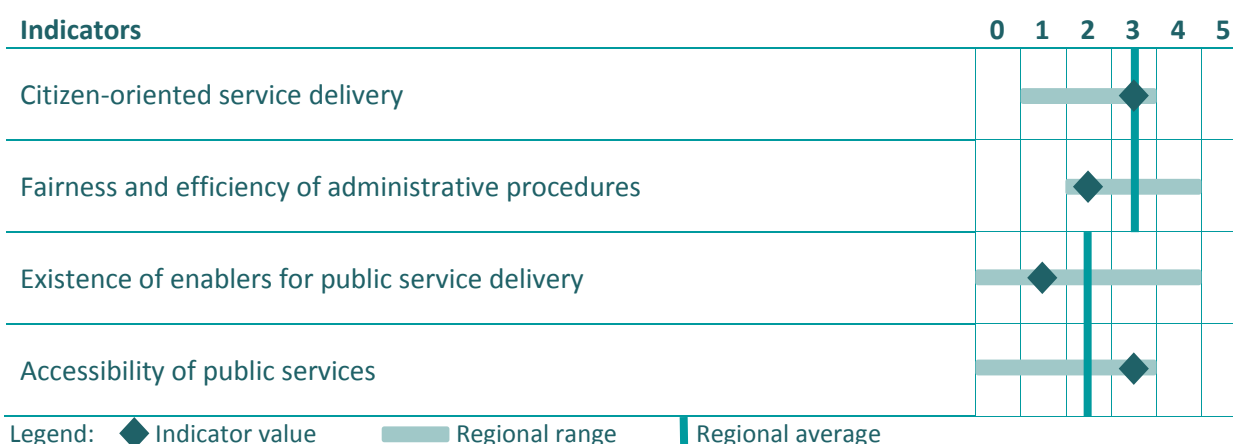 Indicators 0 1 2 3 4 5
Citizen-oriented service delivery
Fairness and efficiency of administrative procedures
Existence of enablers for public service delivery
Accessibility of public services
Legend: Indicator value Regional range Regional average